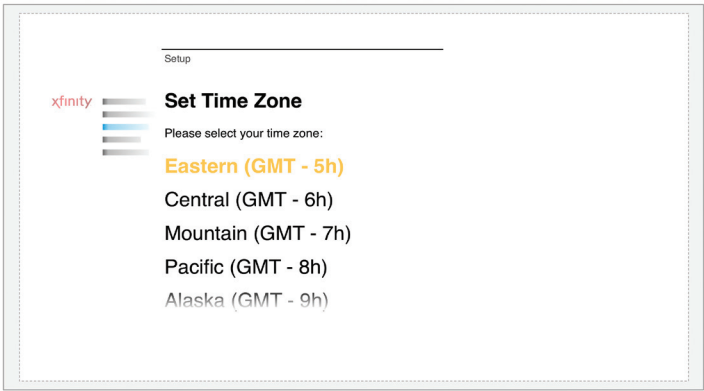 Setup
xfinity
Set Time Zone
Please select your time zone:
Eastern (GMT - 5h)
Central (GMT - 6h)
Mountain (GMT - 7h)
Pacific (GMT - 8h)
Alaska (GMT - 9h)